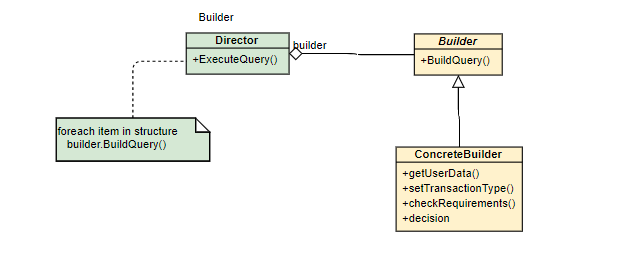 Builder
Director
+ExecuteQuery()
builder
Builder
+BuildQuery()
foreach item in structure
builder.BuildQuery()
ConcreteBuilder
+getUserData()
+setTransactionType()
+checkRequirements()
+decision